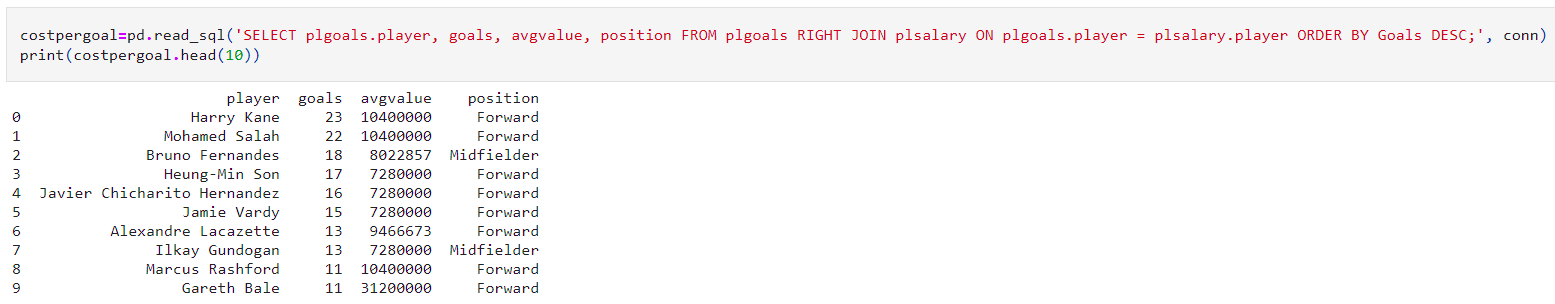 costpergoal=pd.read_sql('SELECT plgoals.player, goals, avgvalue, position FROM plgoals RIGHT JOIN plsalary ON plgoals.player = plsalary.player ORDER BY Goals DESC;', conn)
print(costpergoal.head(10))
player goals avgvalue position
0 Harry Kane 23 10400000 Forward
1 Mohamed Salah 22 10400000 Forward
2 Bruno Fernandes 18 8022857 Midfielder
3 Heung-Min Son 17 7280000 Forward
4 Javier Chicharito Hernandez 16 7280000 Forward
5 Jamie Vardy 15 7280000 Forward
6 Alexandre Lacazette 13 9466673 Forward
7 Ilkay Gundogan 13 7280000 Midfielder
8 Marcus Rashford 11 10400000 Forward
9 Gareth Bale 11 31200000 Forward